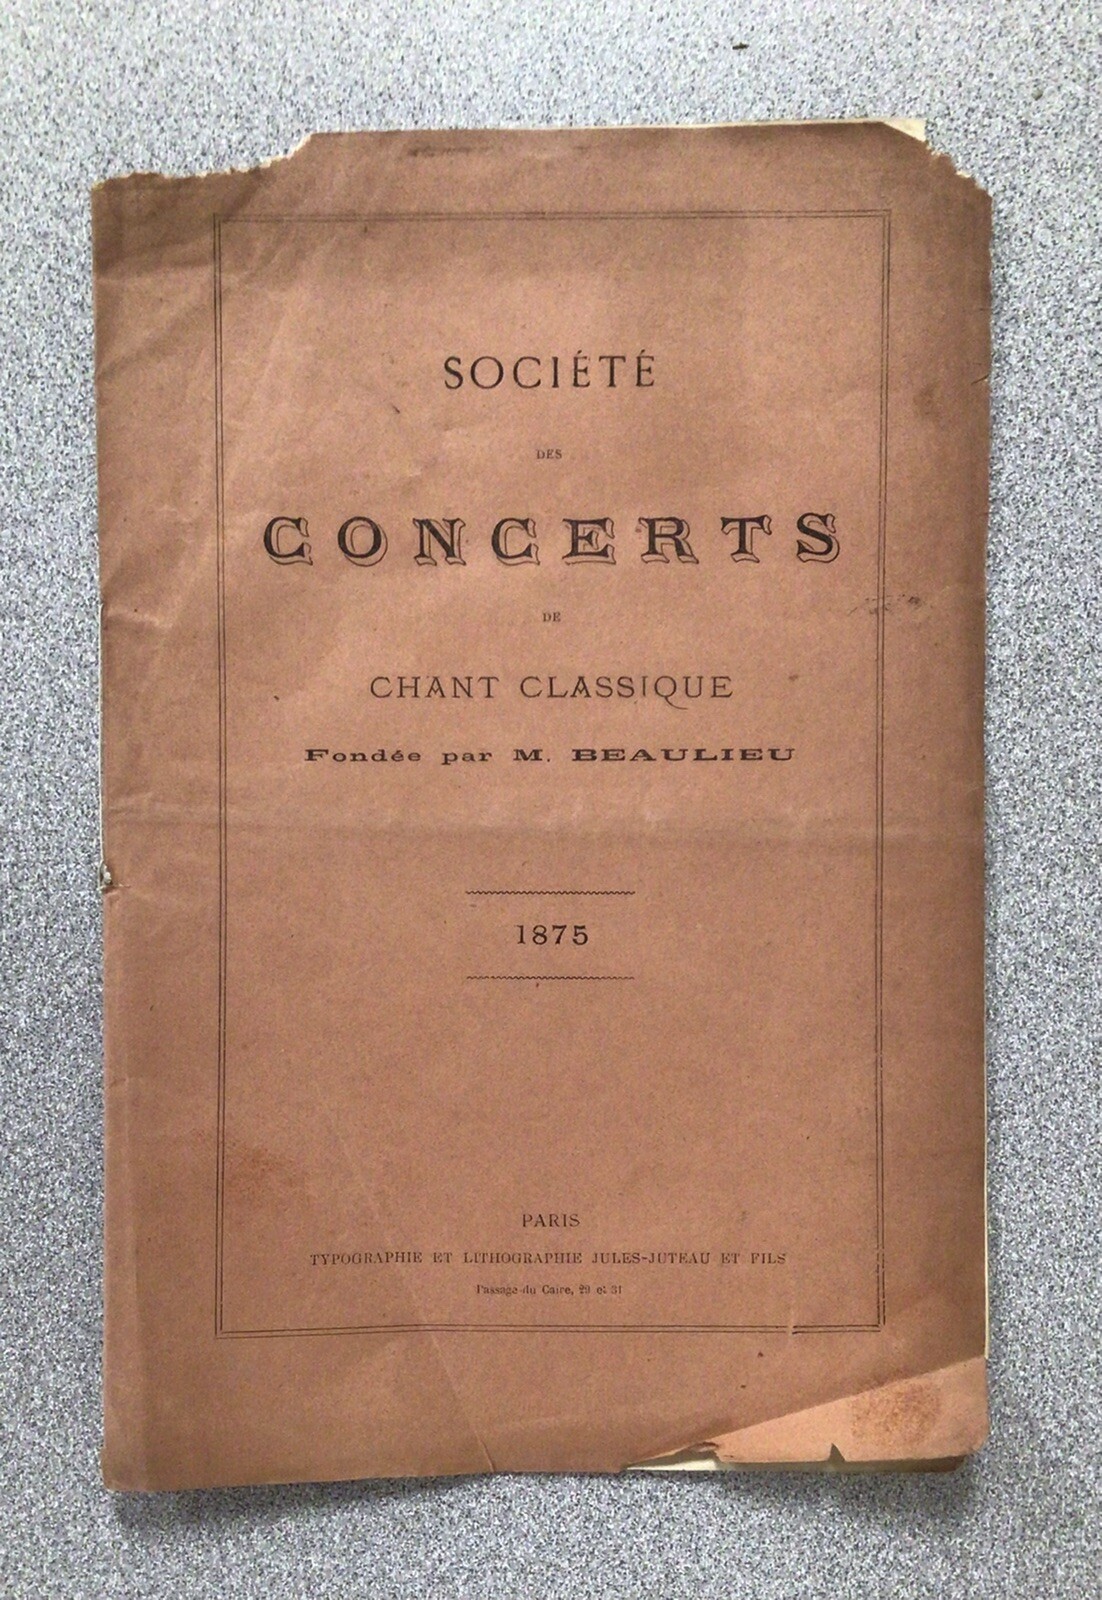 SOCIÉTÉ
DES
CONCERTS
DE
CHANT CLASSIQUE
Fondée par M. BEAULIEU
1875
PARIS
TYPOGRAPHIE ET LITHOGRAPHIE JULES-JUTEAU ET FILS
Passage du Caire, 29 et 31